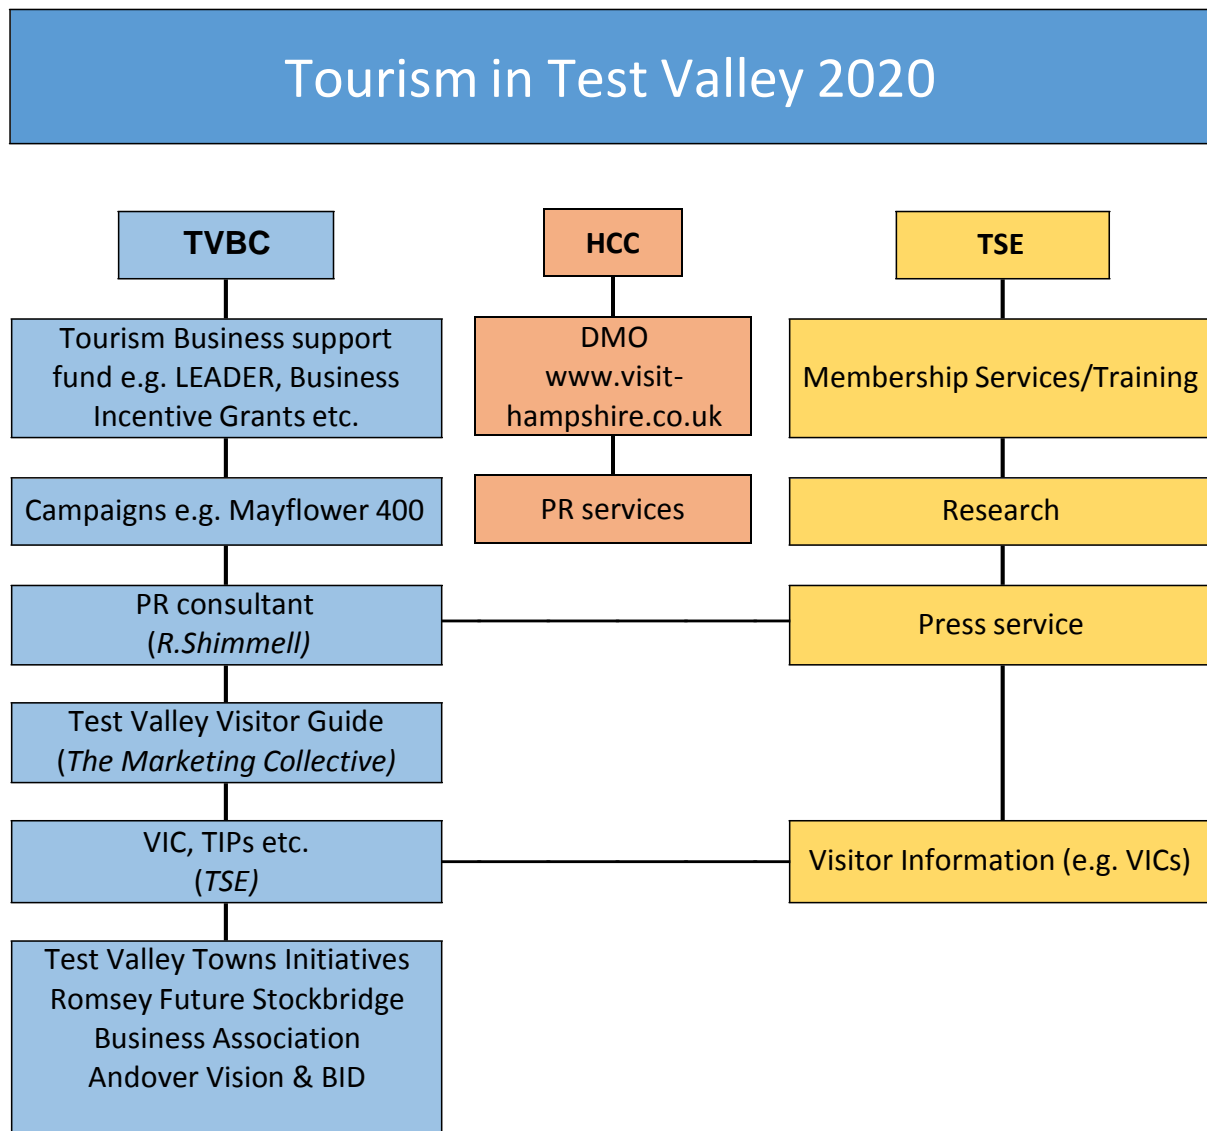 Tourism in Test Valley 2020
TVBC
Tourism Business support
fund e.g. LEADER, Business
Incentive Grants etc.
Campaigns e.g. Mayflower 400
PR consultant
(R.Shimmell)
Test Valley Visitor Guide
(The Marketing Collective)
VIC, TIPs etc.
(TSE)
Test Valley Towns Initiatives
Romsey Future Stockbridge
Business Association
Andover Vision & BID
HCC
DMO
www.visit-
hampshire.co.uk
PR services
TSE
Membership Services/Training
Research
Press service
Visitor Information (e.g. VICs)